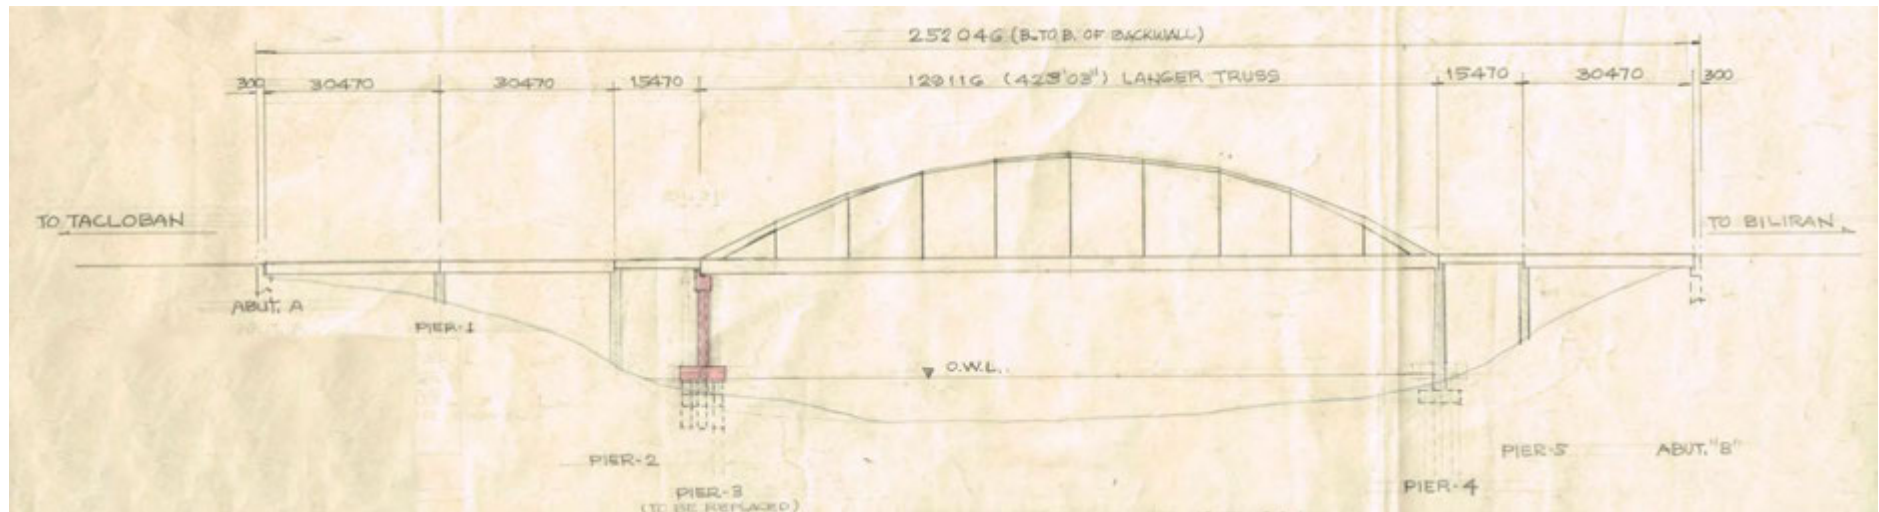 252046 (B. TO B. OF BACKWALL)
300 30470 30470 15470 129116 (423'03") LANGER TRUSS 15470 30470 300
TO TACLOBAN
TO BILIRAN
ABUT. A
PIER-1
O.W.L.
PIER-2
PIER-5
ABUT. "B"
PIER-3
(TO BE REPLACED)
PIER-4